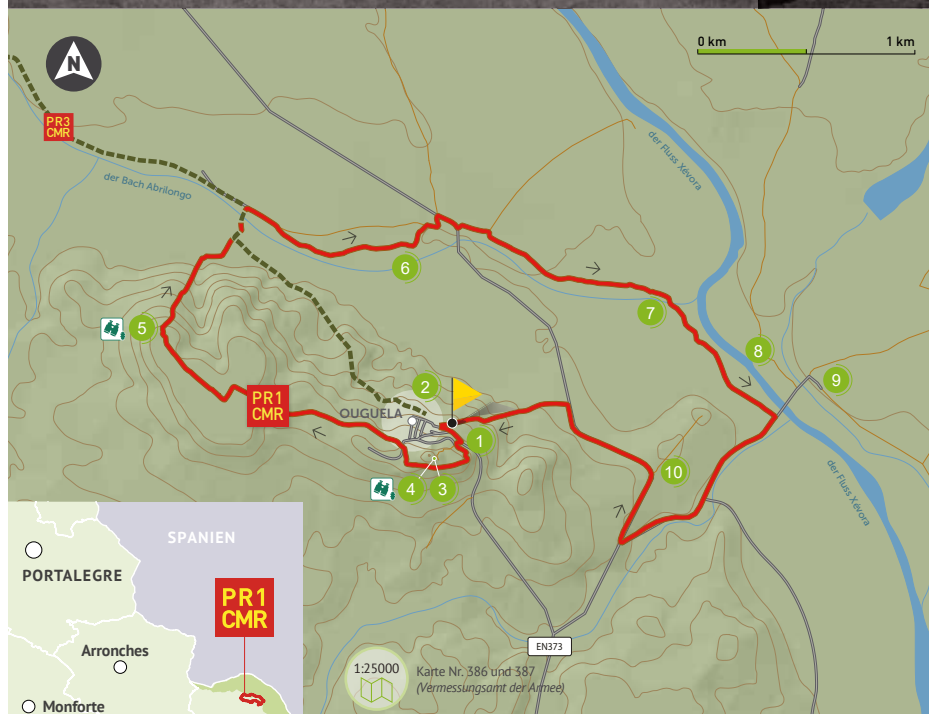 N
0 km
1 km
PR3
CMR
der Bach Abrilongo
der Fluss Xévora
6
7
5
8
2
9
PR1
CMR
OUGUELA
1
4
3
10
der Fluss Xévora
SPANIEN
PORTALEGRE
PR1
CMR
Arronches
Monforte
EN373
1:25000
Karte Nr. 386 und 387
(Vermessungsamt der Armee)